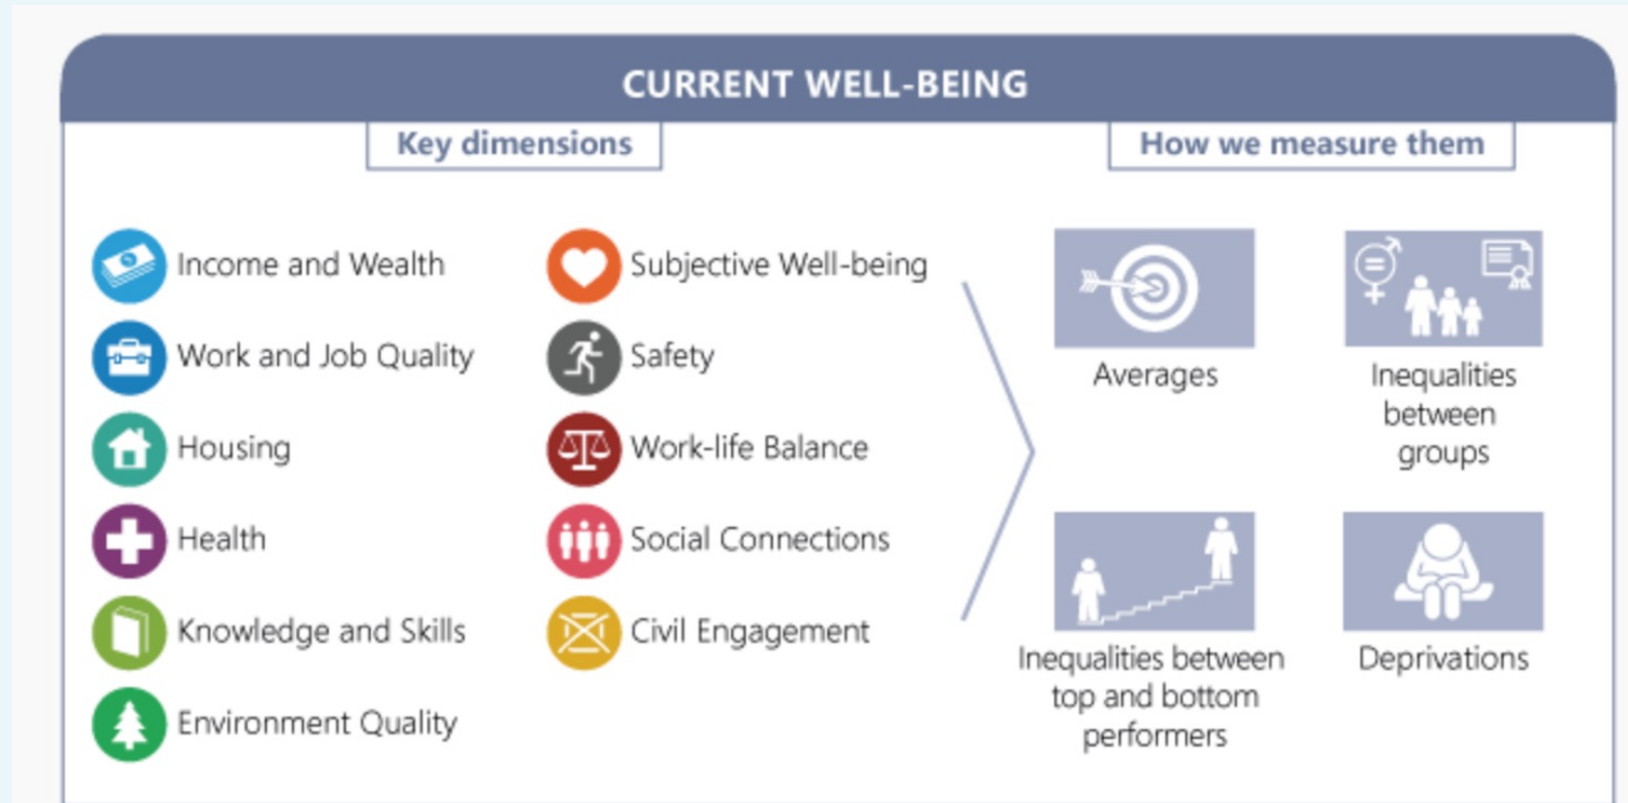 CURRENT WELL-BEING
Key dimensions
How we measure them
Income and Wealth
Work and Job Quality
Housing
Health
Knowledge and Skills
Environment Quality
Subjective Well-being
Safety
Work-life Balance
Social Connections
Civil Engagement
Averages
Inequalities
between
groups
Inequalities between
top and bottom
performers
Deprivations